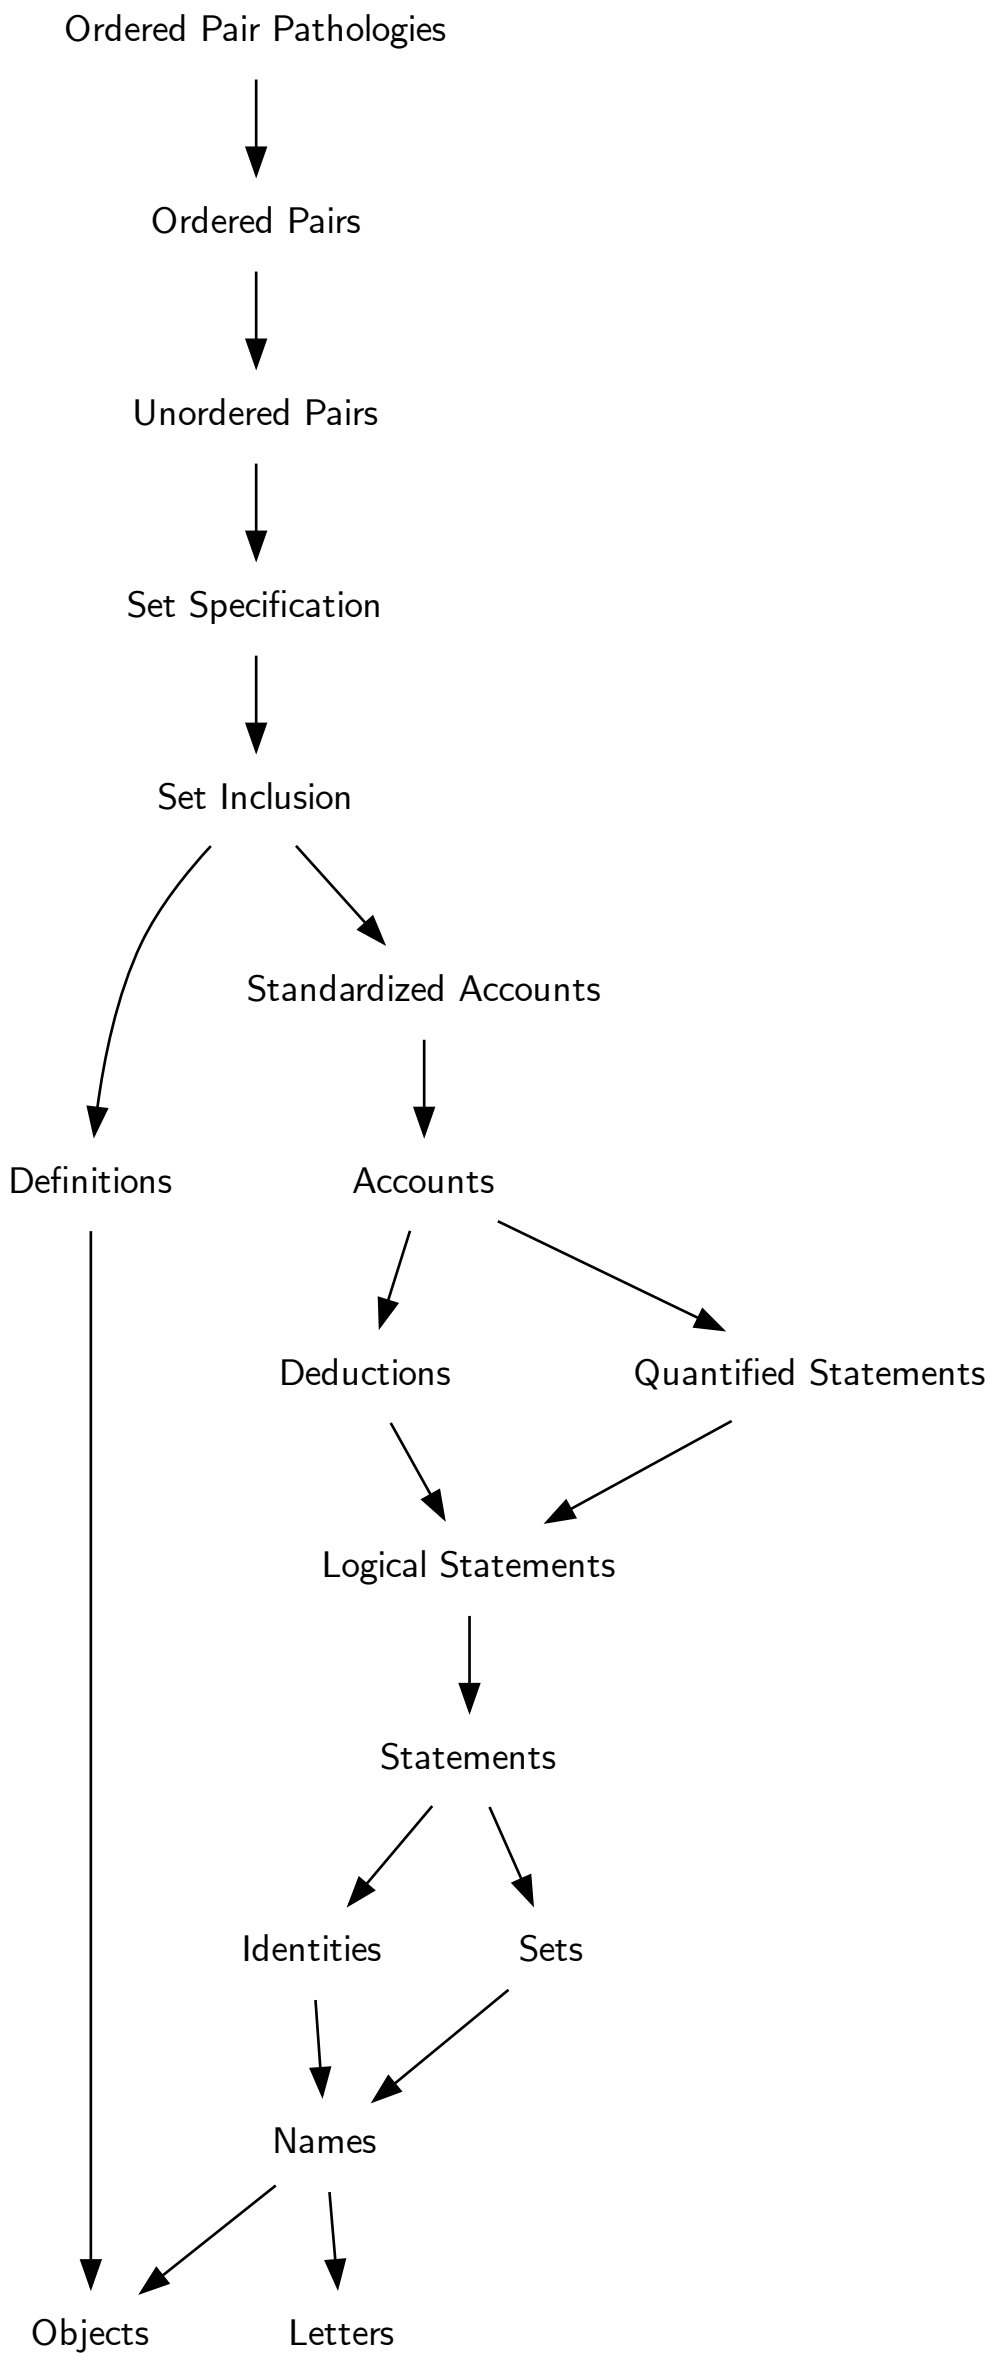 Ordered Pair Pathologies
Ordered Pairs
Unordered Pairs
Set Specification
Set Inclusion
Standardized Accounts
Definitions
Accounts
Deductions
Quantified Statements
Logical Statements
Statements
Identities
Sets
Names
Objects
Letters